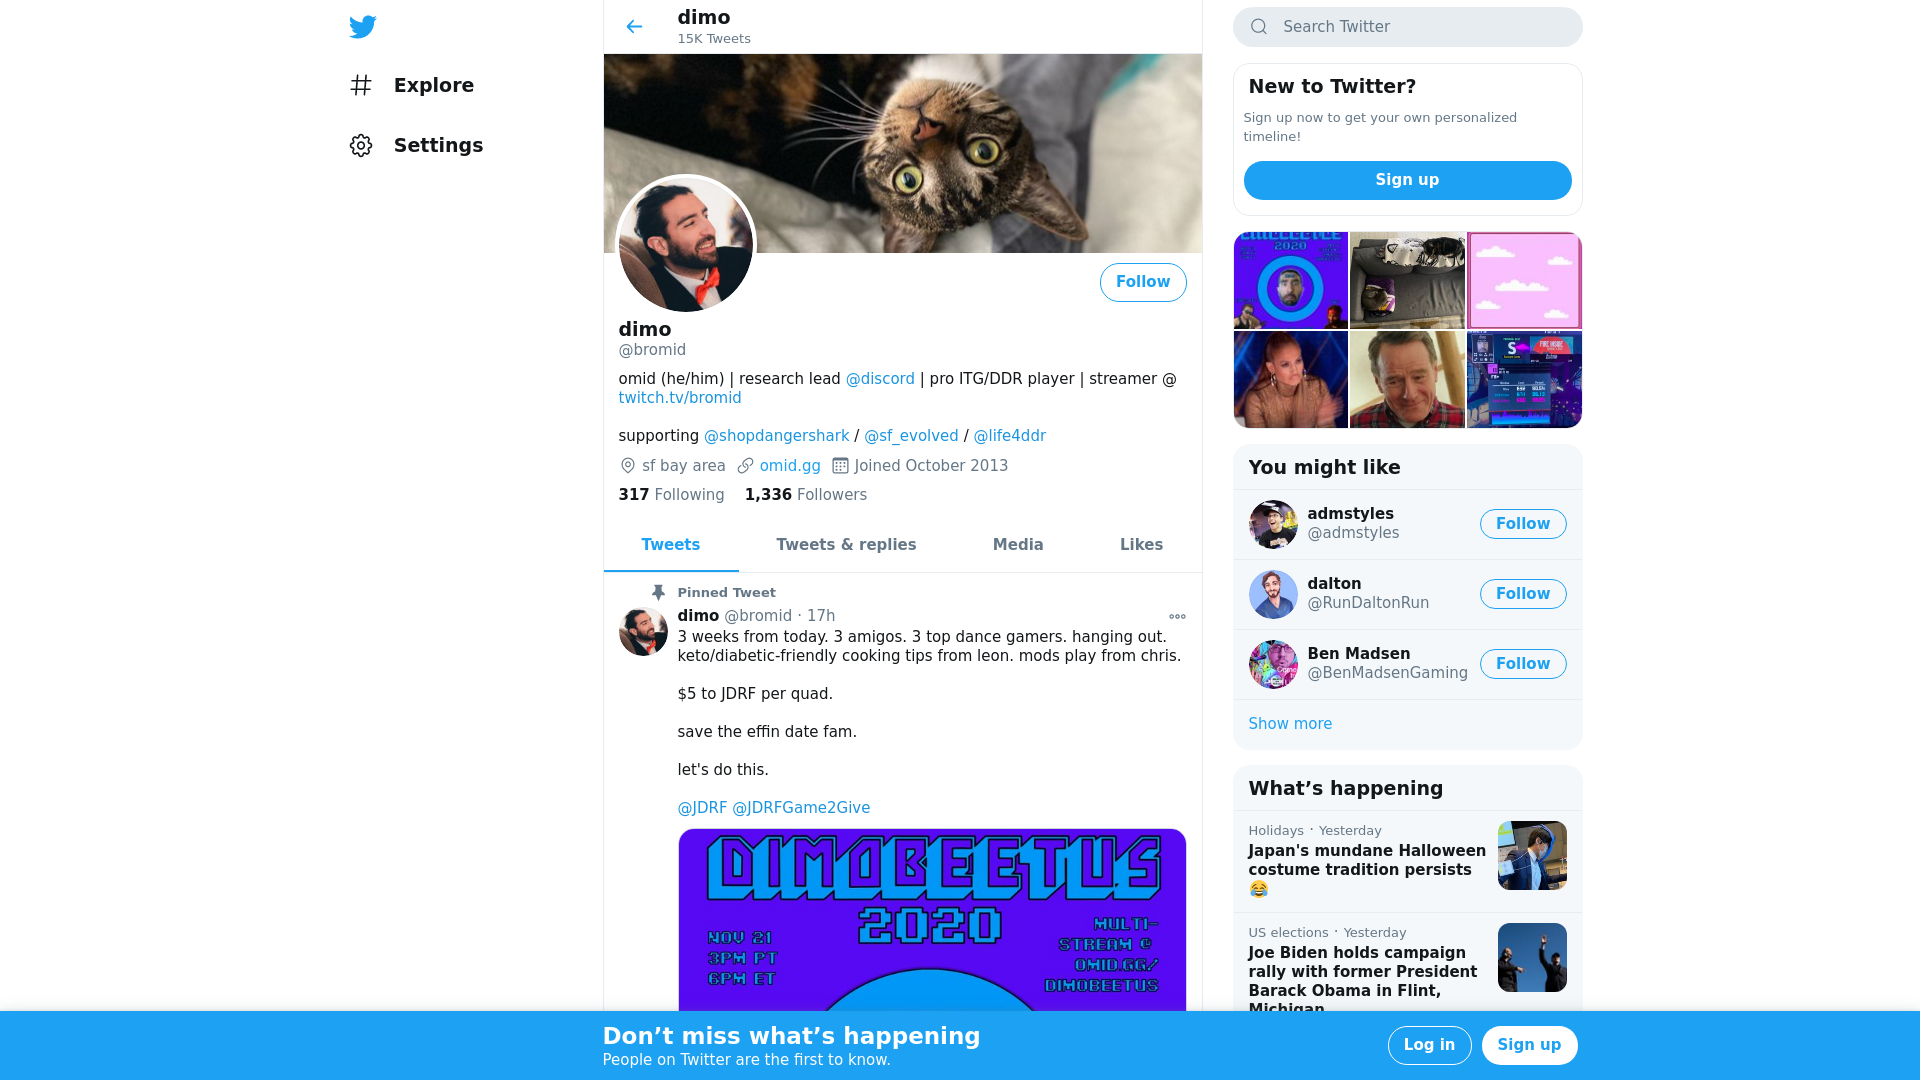 Explore
Settings
dimo
15K Tweets
Follow
dimo
@bromid
omid (he/him) | research lead @discord | pro ITG/DDR player | streamer @
twitch.tv/bromid
supporting @shopdangershark / @sf_evolved / @life4ddr
sf bay area omid.gg Joined October 2013
317 Following 1,336 Followers
Tweets Tweets & replies Media Likes
Pinned Tweet
dimo @bromid · 17h
3 weeks from today. 3 amigos. 3 top dance gamers. hanging out.
keto/diabetic-friendly cooking tips from leon. mods play from chris.
$5 to JDRF per quad.
save the effin date fam.
let's do this.
@JDRF @JDRFGame2Give
DIMOBEETUS
2020
NOV 21
3PM PT
6PM ET
MULTI-
STREAM @
OMID.GG/
DIMOBEETUS
Search Twitter
New to Twitter?
Sign up now to get your own personalized
timeline!
Sign up
2020
You might like
admstyles
@admstyles
Follow
dalton
@RunDaltonRun
Follow
Ben Madsen
@BenMadsenGaming
Follow
Show more
What's happening
Holidays · Yesterday
Japan's mundane Halloween
costume tradition persists
😂
US elections · Yesterday
Joe Biden holds campaign
rally with former President
Barack Obama in Flint,
Michigan
Don't miss what's happening
People on Twitter are the first to know.
Log in
Sign up